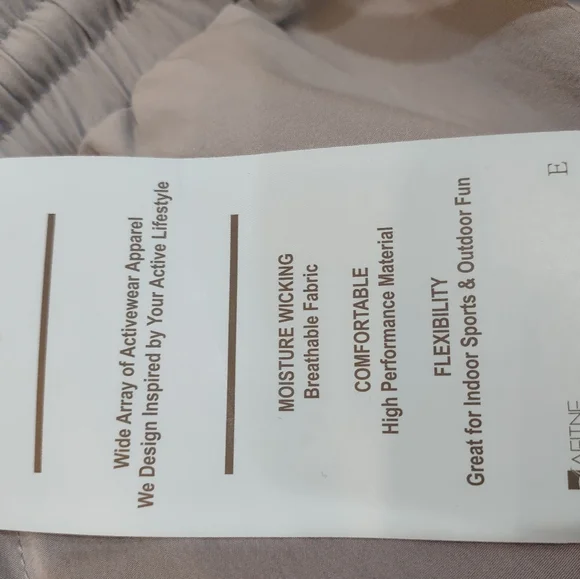 Wide Array of Activewear Apparel
We Design Inspired by Your Active Lifestyle
MOISTURE WICKING
Breathable Fabric
COMFORTABLE
High Performance Material
FLEXIBILITY
Great for Indoor Sports & Outdoor Fun
E